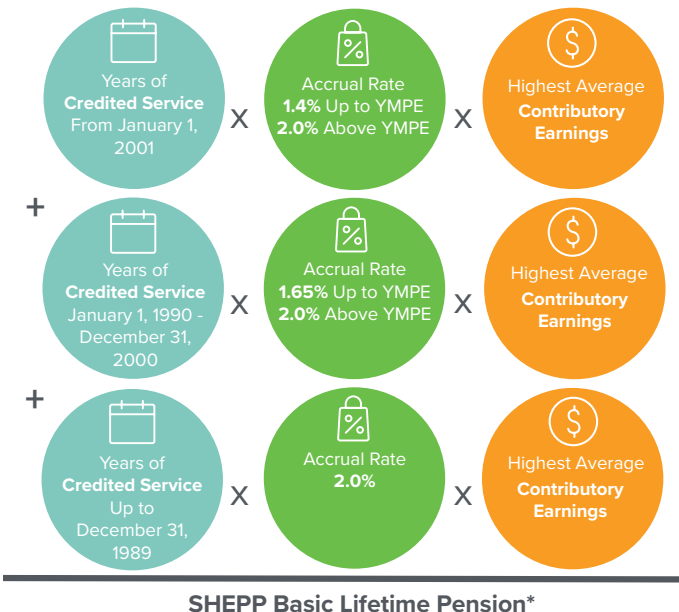 Years of
Credited Service
From January 1,
2001
X
Accrual Rate
1.4% Up to YMPE
2.0% Above YMPE
X
$
Highest Average
Contributory
Earnings
+
Years of
Credited Service
January 1, 1990 -
December 31,
2000
X
Accrual Rate
1.65% Up to YMPE
2.0% Above YMPE
X
$
Highest Average
Contributory
Earnings
+
Years of
Credited Service
Up to
December 31,
1989
X
Accrual Rate
2.0%
X
$
Highest Average
Contributory
Earnings
SHEPP Basic Lifetime Pension*